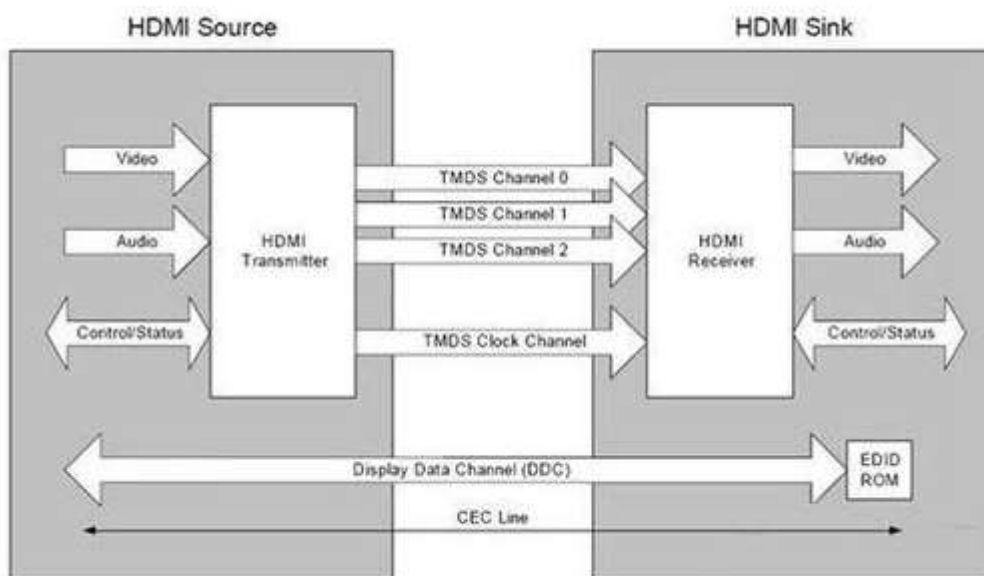 HDMI Source
HDMI Sink
Video
Audio
Control/Status
HDMI
Transmitter
TMDS Channel 0
TMDS Channel 1
TMDS Channel 2
TMDS Clock Channel
HDMI
Receiver
Video
Audio
Control/Status
Display Data Channel (DDC)
EDID
ROM
CEC Line